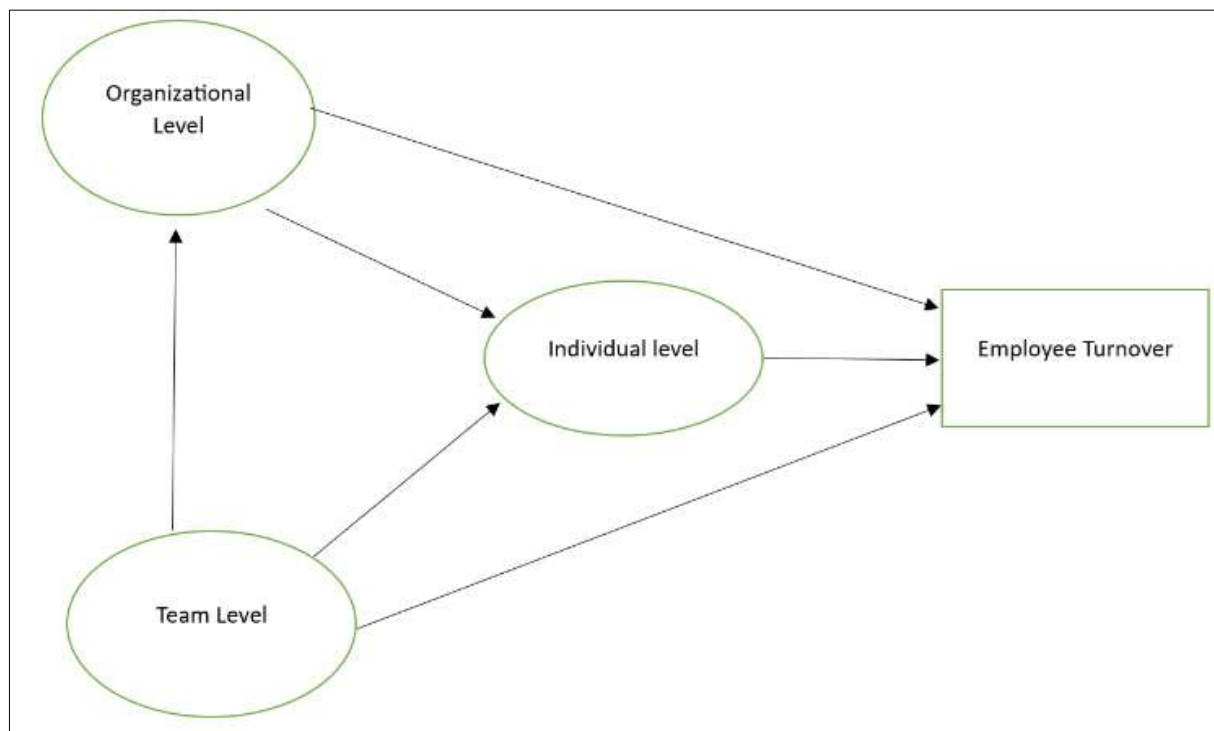 Organizational
Level
Individual level
Employee Turnover
Team Level